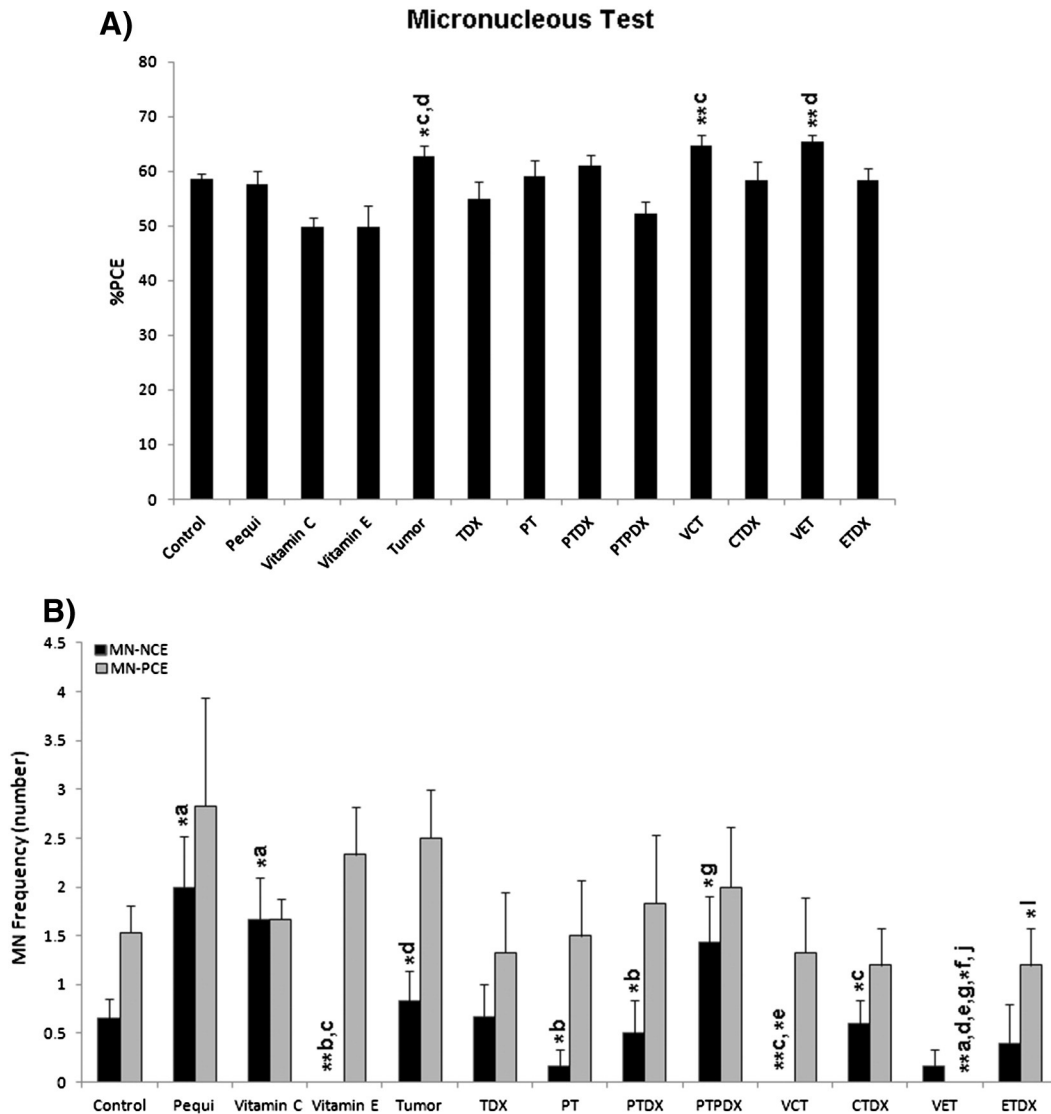 A)
Micronucleous Test
80
70
60
50
40
30
20
10
0
%PCE
*c,d
**c
**d
Control
Pequi
Vitamin C
Vitamin E
Tumor
TDX
PT
PTDX
PTPDX
VCT
CTDX
VET
ETDX
B)
4.5
4
3.5
3
2.5
2
1.5
1
0.5
0
MN Frequency (number)
MN-NCE
MN-PCE
*a
*a
**b,c
*d
*b
*b
*g
**c,*e
*c
**a,d,e,g,*f,j
*l
Control
Pequi
Vitamin C
Vitamin E
Tumor
TDX
PT
PTDX
PTPDX
VCT
CTDX
VET
ETDX